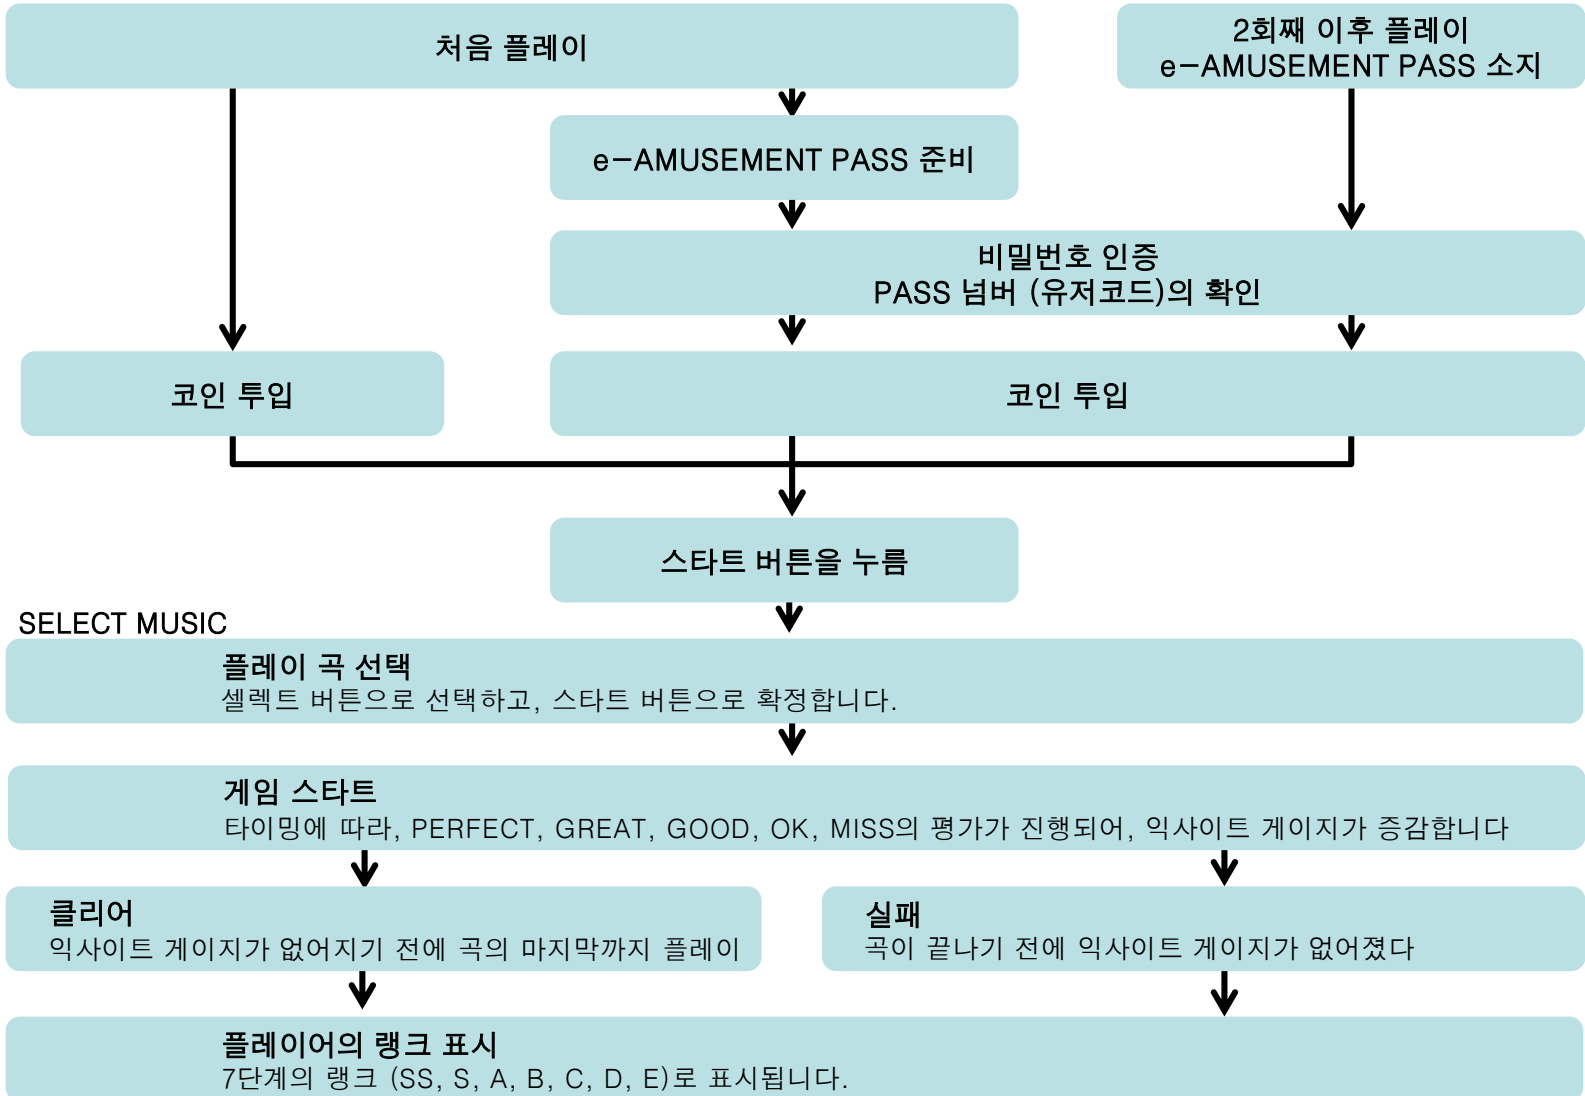 처음 플레이
2회째 이후 플레이
e-AMUSEMENT PASS 소지
e-AMUSEMENT PASS 준비
비밀번호 인증
PASS 넘버 (유저코드)의 확인
코인 투입
코인 투입
스타트 버튼을 누름
SELECT MUSIC
플레이 곡 선택
셀렉트 버튼으로 선택하고, 스타트 버튼으로 확정합니다.
게임 스타트
타이밍에 따라, PERFECT, GREAT, GOOD, OK, MISS의 평가가 진행되어, 익사이트 게이지가 증감합니다
클리어
익사이트 게이지가 없어지기 전에 곡의 마지막까지 플레이
실패
곡이 끝나기 전에 익사이트 게이지가 없어졌다
플레이어의 랭크 표시
7단계의 랭크 (SS, S, A, B, C, D, E)로 표시됩니다.